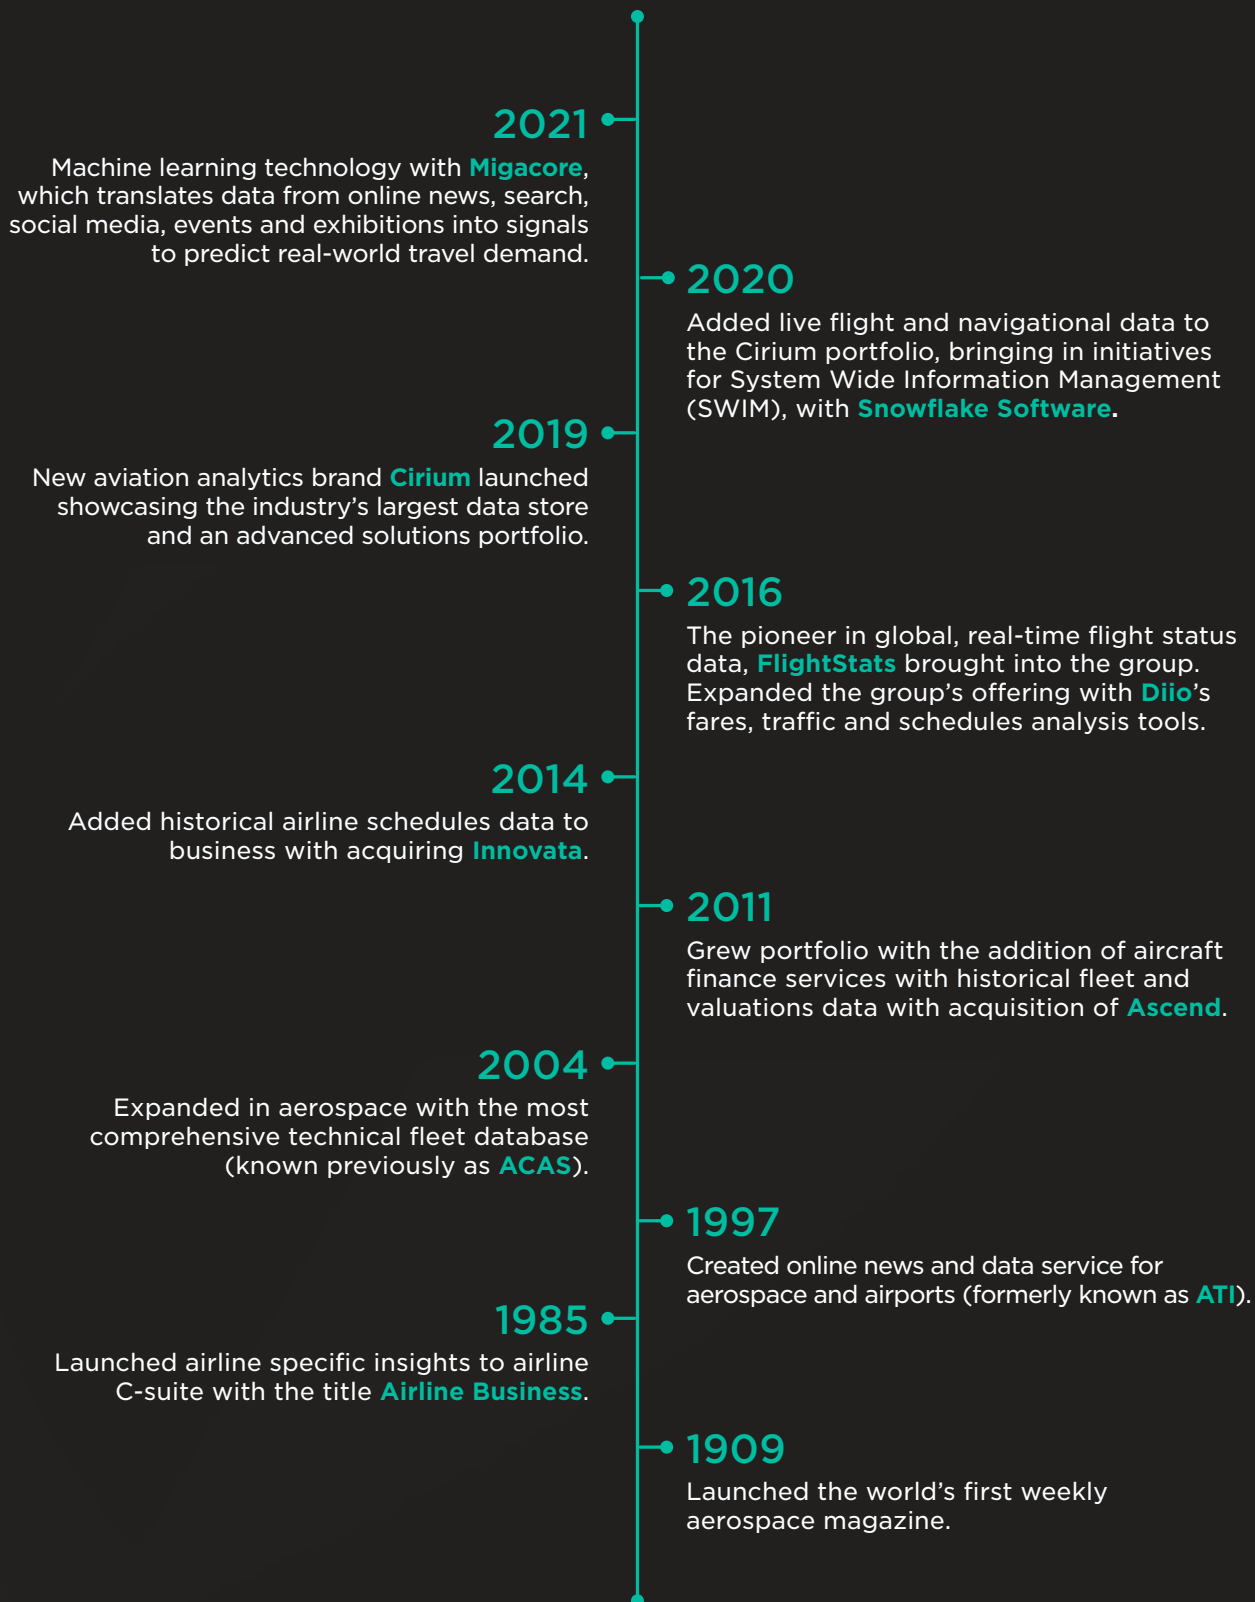 2021
Machine learning technology with Migacore,
which translates data from online news, search,
social media, events and exhibitions into signals
to predict real-world travel demand.
2020
Added live flight and navigational data to
the Cirium portfolio, bringing in initiatives
for System Wide Information Management
(SWIM), with Snowflake Software.
2019
New aviation analytics brand Cirium launched
showcasing the industry’s largest data store
and an advanced solutions portfolio.
2016
The pioneer in global, real-time flight status
data, FlightStats brought into the group.
Expanded the group’s offering with Diio’s
fares, traffic and schedules analysis tools.
2014
Added historical airline schedules data to
business with acquiring Innovata.
2011
Grew portfolio with the addition of aircraft
finance services with historical fleet and
valuations data with acquisition of Ascend.
2004
Expanded in aerospace with the most
comprehensive technical fleet database
(known previously as ACAS).
1997
Created online news and data service for
aerospace and airports (formerly known as ATI).
1985
Launched airline specific insights to airline
C-suite with the title Airline Business.
1909
Launched the world’s first weekly
aerospace magazine.